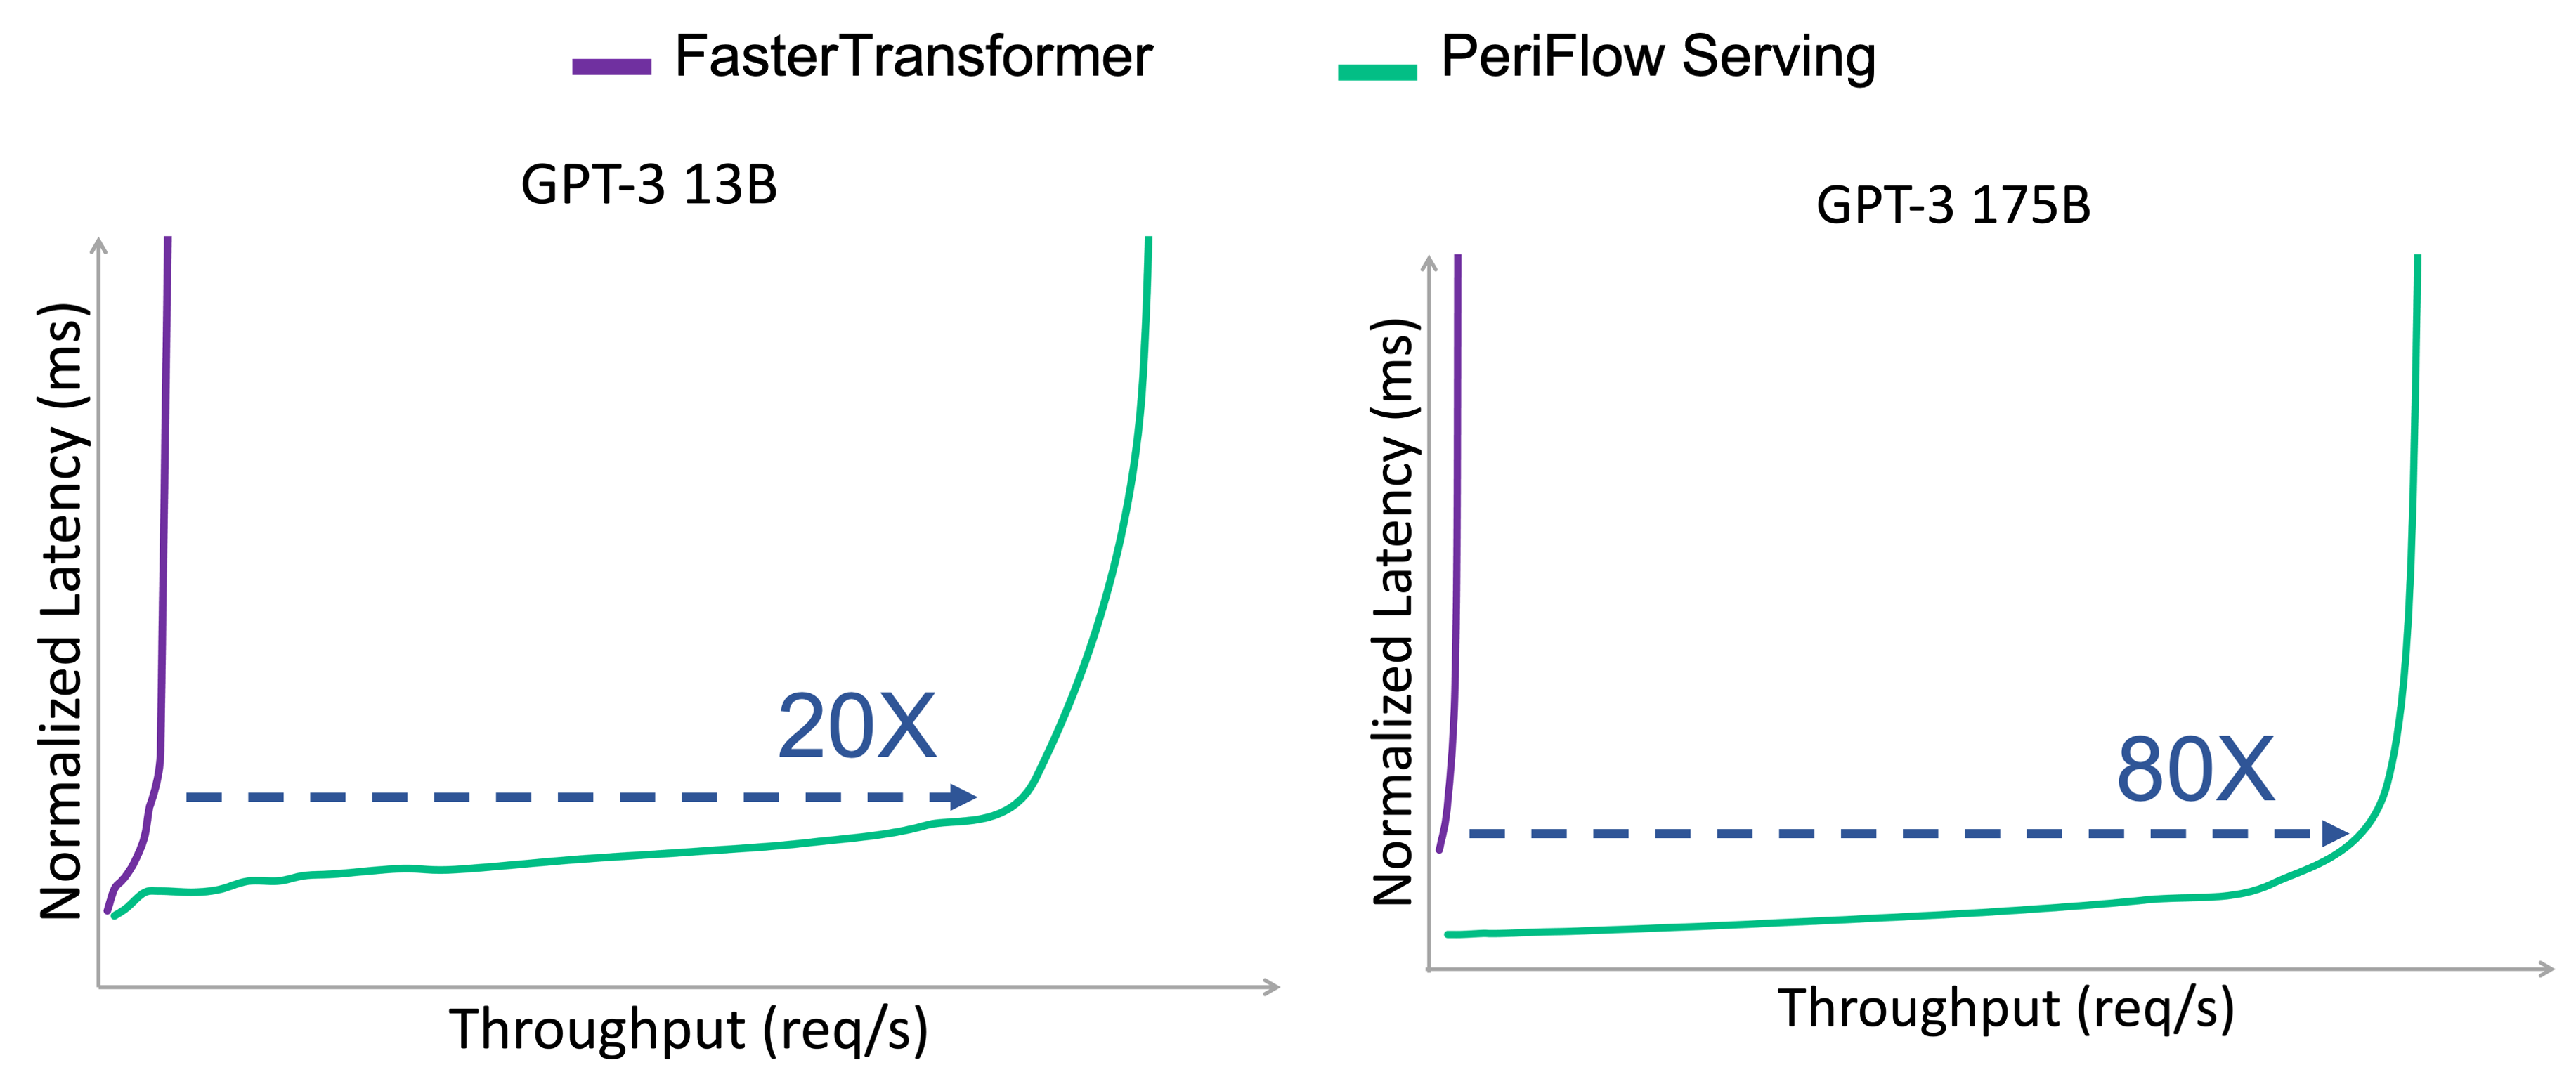 FasterTransformer
PeriFlow Serving
GPT-3 13B
Normalized Latency (ms)
20X
Throughput (req/s)
GPT-3 175B
Normalized Latency (ms)
80X
Throughput (req/s)